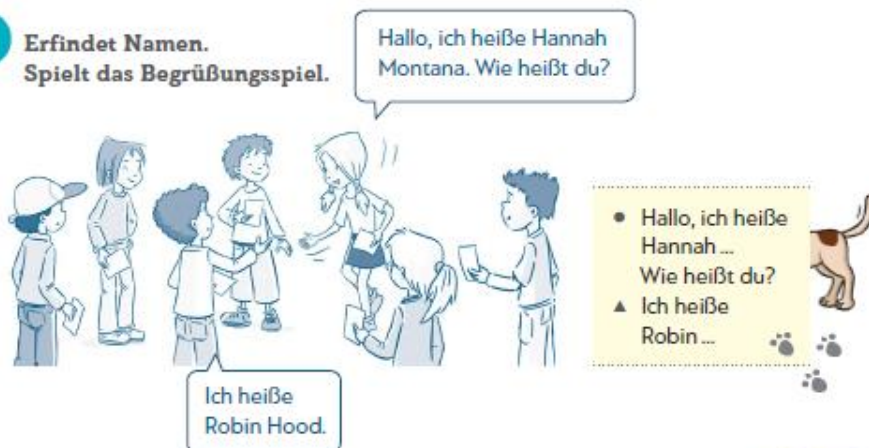 Erfindet Namen.
Spielt das Begrüßungsspiel.
Hallo, ich heiße Hannah
Montana. Wie heißt du?
Ich heiße
Robin Hood.
● Hallo, ich heiße
Hannah ...
Wie heißt du?
▲ Ich heiße
Robin ...